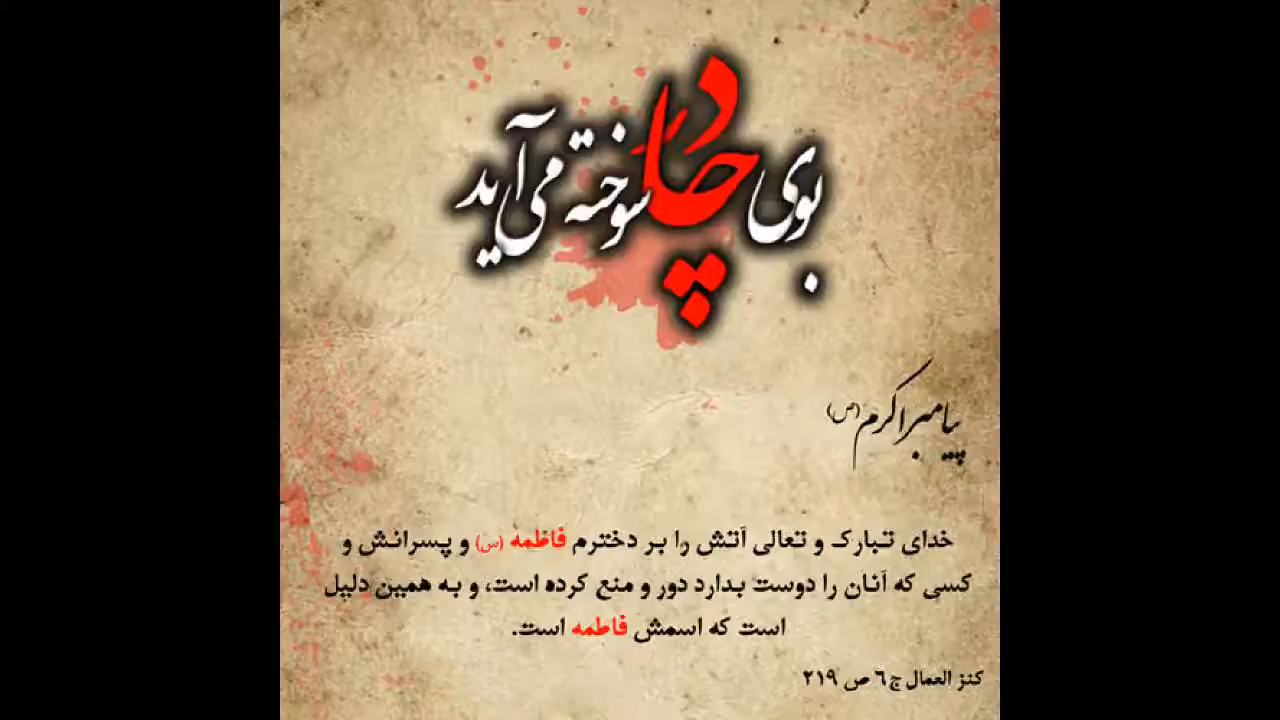 بوی چادر سوخته می آید
پیامبر اکرم (ص)
خدای تبارک و تعالی آتش را بر دخترم فاطمه (س) و پسرانش و
کسی که آنان را دوست بدارد دور و منع کرده است، و به همین دلیل
است که اسمش فاطمه است.
کنز العمال ج ۶ ص ۲۱۹